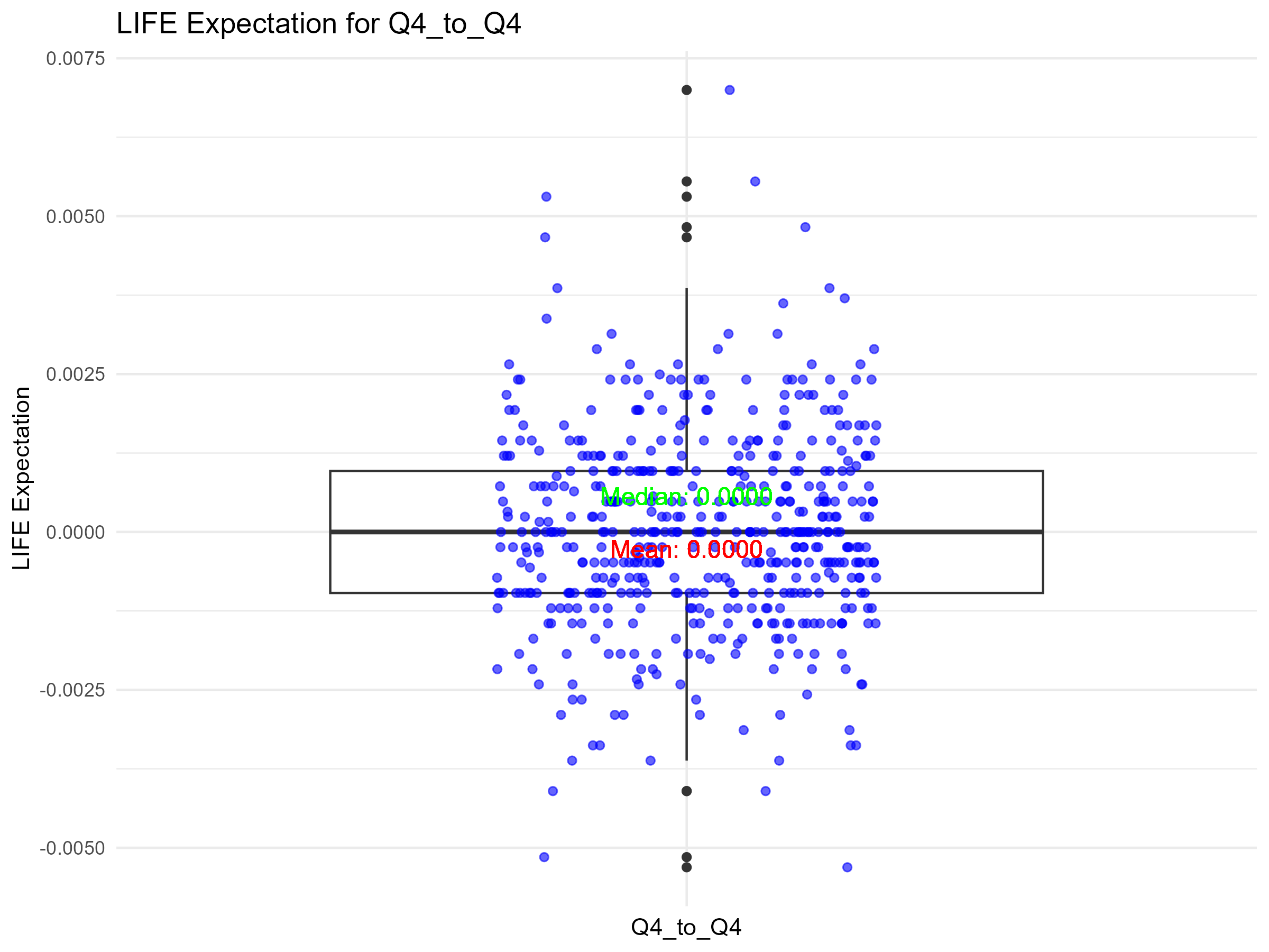 LIFE Expectation for Q4_to_Q4
0.0075
0.0050
0.0025
0.0000
-0.0025
-0.0050
LIFE Expectation
Median: 0.0000
Mean: 0.0000
Q4_to_Q4